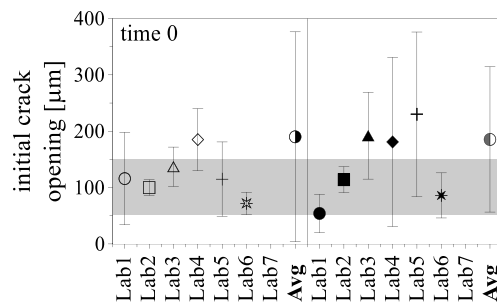 initial crack
opening [µm]
400
300
200
100
0
time 0
Lab1
Lab2
Lab3
Lab4
Lab5
Lab6
Lab7
Avg
Lab1
Lab2
Lab3
Lab4
Lab5
Lab6
Lab7
Avg